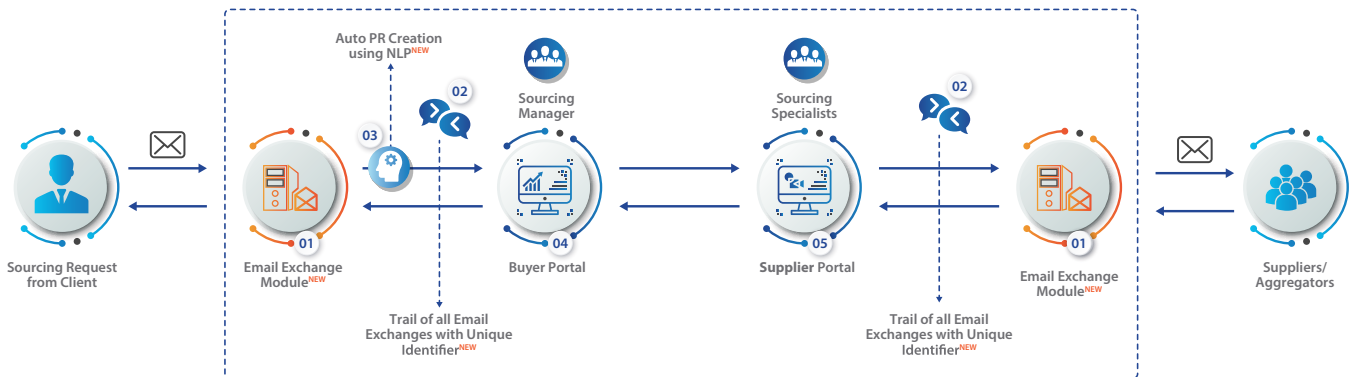 Auto PR Creation
using NLPNEW
02
03
Sourcing
Manager
Sourcing
Specialists
02
01
04
05
01
Sourcing Request
from Client
Email Exchange
ModuleNEW
Buyer Portal
Supplier Portal
Email Exchange
ModuleNEW
Suppliers/
Aggregators
Trail of all Email
Exchanges with Unique
IdentifierNEW
Trail of all Email
Exchanges with Unique
IdentifierNEW